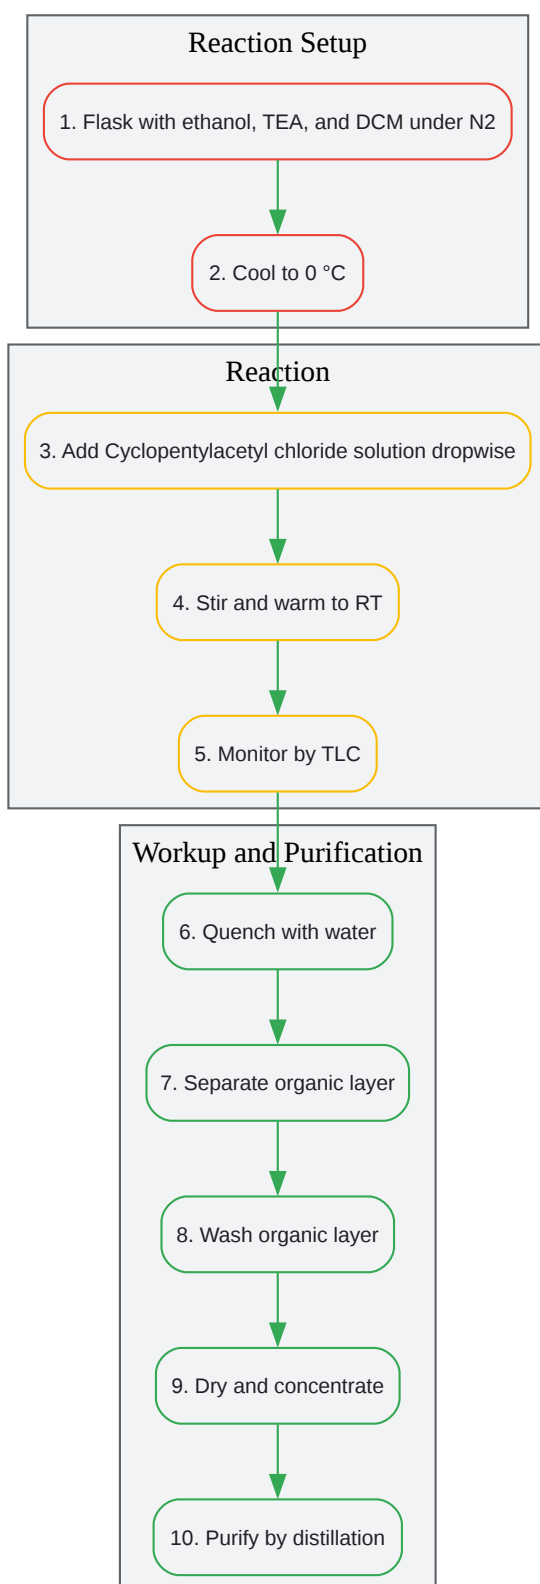 Reaction Setup
1. Flask with ethanol, TEA, and DCM under N2
2. Cool to 0 °C
Reaction
3. Add Cyclopentylacetyl chloride solution dropwise
4. Stir and warm to RT
5. Monitor by TLC
Workup and Purification
6. Quench with water
7. Separate organic layer
8. Wash organic layer
9. Dry and concentrate
10. Purify by distillation